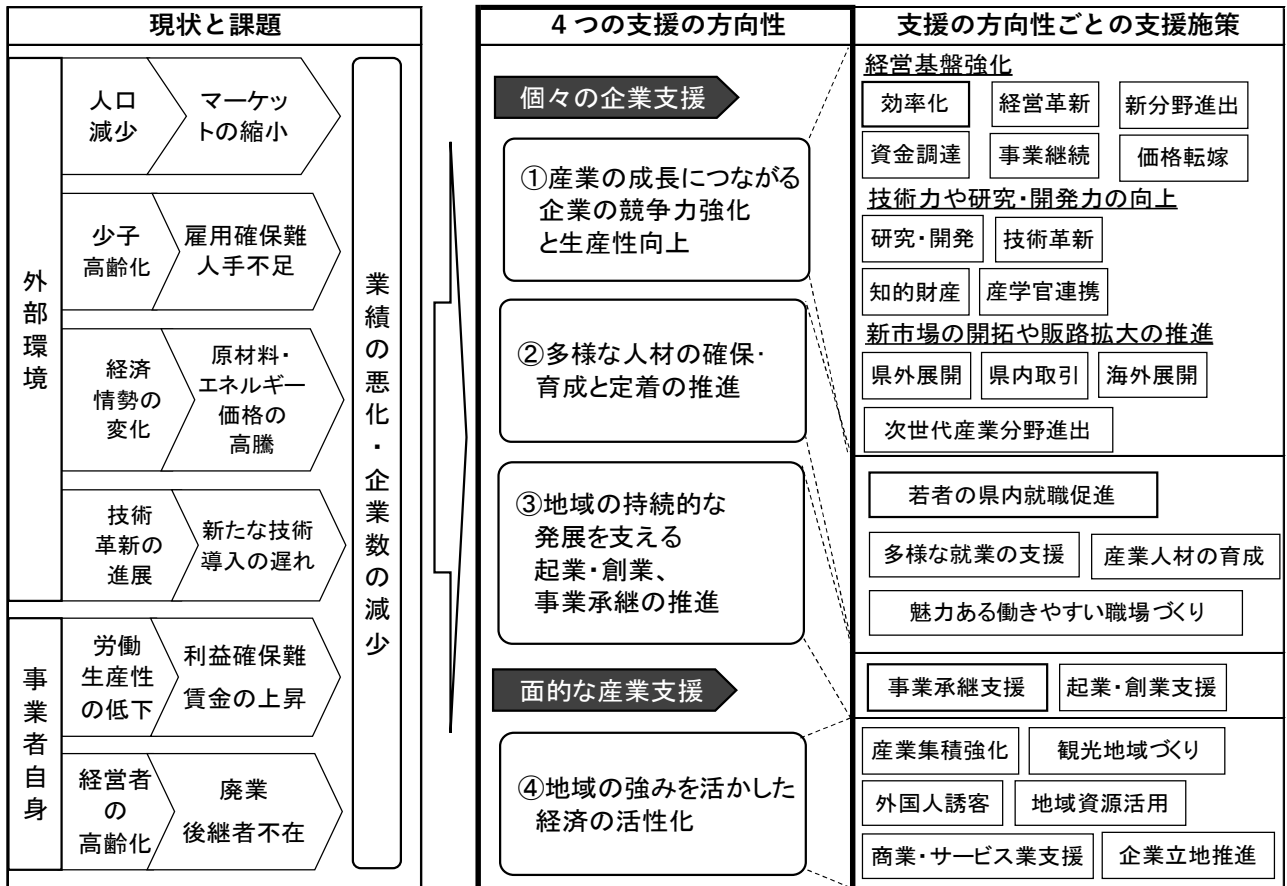 現状と課題
外部環境
人口
減少
マーケッ
トの縮小
少子
高齢化
雇用確保難
人手不足
経済
情勢の
変化
原材料・
エネルギー
価格の
高騰
技術
革新の
進展
新たな技術
導入の遅れ
事業者自身
労働
生産性
の低下
利益確保難
賃金の上昇
経営者
の
高齢化
廃業
後継者不在
業績の悪化・企業数の減少
4つの支援の方向性
個々の企業支援
①産業の成長につながる
企業の競争力強化
と生産性向上
②多様な人材の確保・
育成と定着の推進
③地域の持続的な
発展を支える
起業・創業、
事業承継の推進
面的な産業支援
④地域の強みを活かした
経済の活性化
支援の方向性ごとの支援施策
経営基盤強化
効率化 経営革新 新分野進出
資金調達 事業継続 価格転嫁
技術力や研究・開発力の向上
研究・開発 技術革新
知的財産 産学官連携
新市場の開拓や販路拡大の推進
県外展開 県内取引 海外展開
次世代産業分野進出
若者の県内就職促進
多様な就業の支援 産業人材の育成
魅力ある働きやすい職場づくり
事業承継支援 起業・創業支援
産業集積強化 観光地域づくり
外国人誘客 地域資源活用
商業・サービス業支援 企業立地推進